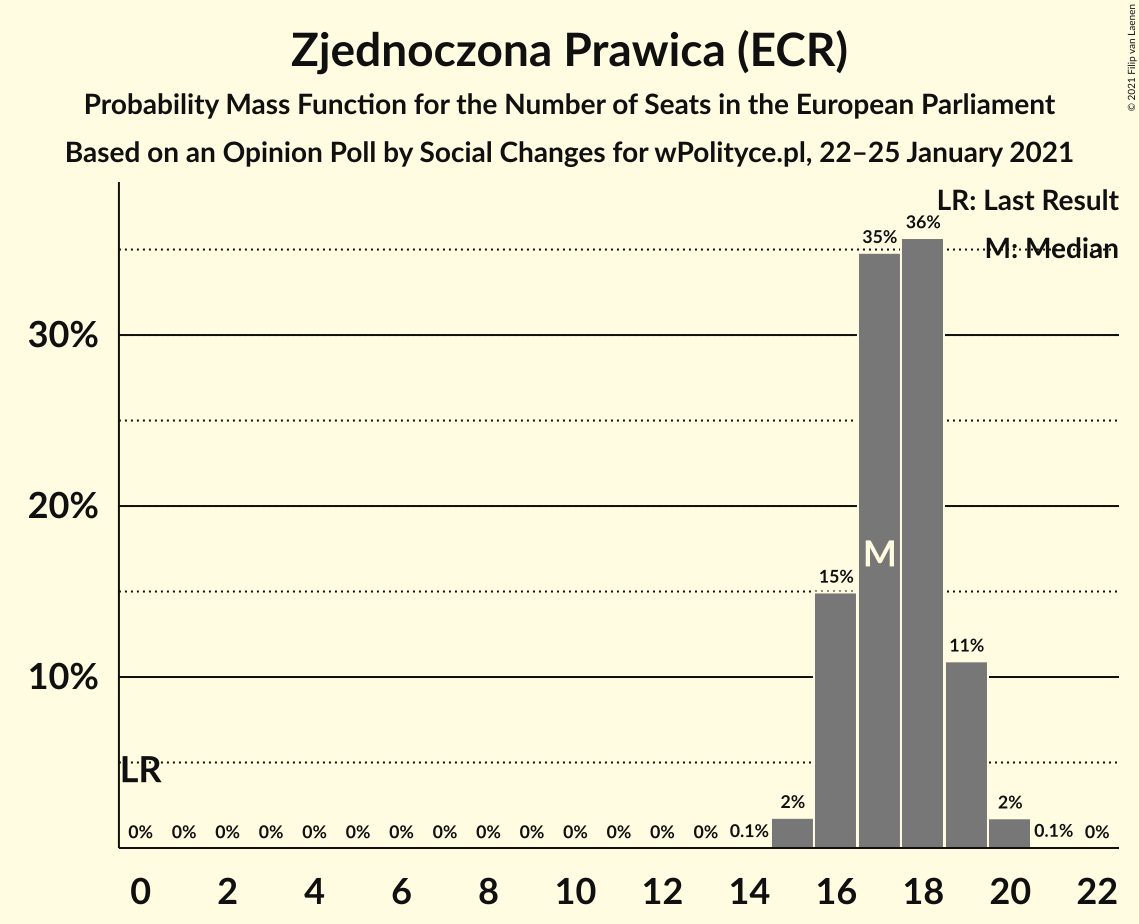 Zjednoczona Prawica (ECR)
Probability Mass Function for the Number of Seats in the European Parliament
Based on an Opinion Poll by Social Changes for wPolityce.pl, 22–25 January 2021
© 2021 Filip van Laenen
LR: Last Result
M: Median
36%
35%
30%
20%
M
15%
11%
10%
LR
2%
2%
0% 0% 0% 0% 0% 0% 0% 0% 0% 0% 0% 0% 0% 0% 0.1% 0.1% 0%
0 2 4 6 8 10 12 14 16 18 20 22